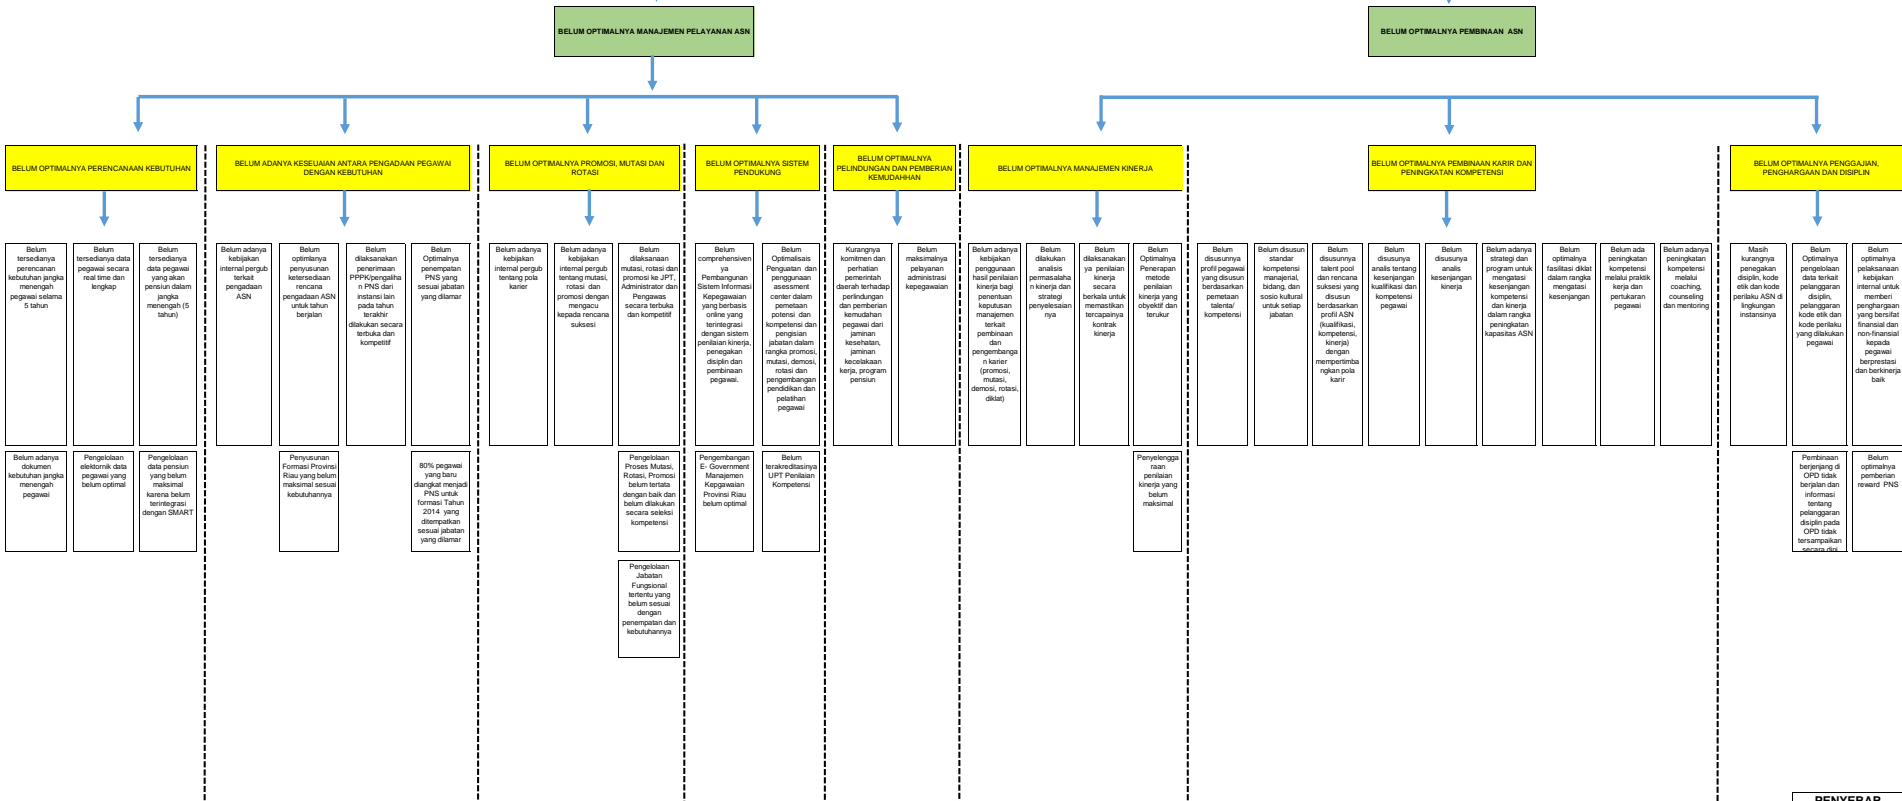 BELUM OPTIMALNYA MANAJEMEN PELAYANAN ASN
BELUM OPTIMALNYA PEMBINAAN ASN
BELUM OPTIMALNYA PERENCANAAN KEBUTUHAN
BELUM ADANYA KESEUAIAN ANTARA PENGADAAN PEGAWAI
DENGAN KEBUTUHAN
BELUM OPTIMALNYA PROMOSI, MUTASI DAN
ROTASI
BELUM OPTIMALNYA SISTEM
PENDUKUNG
BELUM OPTIMALNYA
PELINDUNGAN DAN PEMBERIAN
KEMUDAHHAN
BELUM OPTIMALNYA MANAJEMEN KINERJA
BELUM OPTIMALNYA PEMBINAAN KARIR DAN
PENINGKATAN KOMPETENSI
BELUM OPTIMALNYA PENGGAJIAN,
PENGHARGAAN DAN DISIPLIN
Belum
tersedianya
perencanan
kebutuhan jangka
menengah
pegawai selama
5 tahun
Belum
tersedianya data
pegawai secara
real time dan
lengkap
Belum
tersedianya
data pegawai
yang akan
pensiun dalam
jangka
menengah (5
tahun)
Belum adanya
kebijakan
internal pergub
terkait
pengadaan
ASN
Belum
optimlanya
penyusunan
ketersediaan
rencana
pengadaan ASN
untuk tahun
berjalan
Belum
dilaksanakan
penerimaan
PPPK/pengaliha
n PNS dari
instansi lain
pada tahun
terakhir
dilakukan secara
terbuka dan
kompetitif
Belum
Optimalnya
penempatan
PNS yang
sesuai jabatan
yang dilamar
Belum adanya
kebijakan
internal pergub
tentang pola
karier
Belum adanya
kebijakan
internal pergub
tentang mutasi,
rotasi dan
promosi dengan
mengacu
kepada rencana
suksesi
Belum
dilaksanaan
mutasi, rotasi dan
promosi ke JPT,
Administrator dan
Pengawas
secara terbuka
dan kompetitif
Belum
comprehensiven
ya
Pembangunan
Sistem Informasi
Kepegawaian
yang berbasis
online yang
terintegrasi
dengan sistem
penilaian kinerja,
penegakan
disiplin dan
pembinaan
pegawai.
Belum
Optimalisais
Penguatan dan
penggunaan
asessment
center dalam
pemetaan
potensi dan
kompetensi dan
pengisian
jabatan dalam
rangka promosi,
mutasi, demosi,
rotasi dan
pengembangan
pendidikan dan
pelatihan
pegawai
Kurangnya
komitmen dan
perhatian
pemerintah
daerah terhadap
perlindungan
dan pemberian
kemudahan
pegawai dari
jaminan
kesehatan,
jaminan
kecelakaan
kerja, program
pensiun
Belum
maksimalnya
pelayanan
administrasi
kepegawaian
Belum adanya
kebijakan
penggunaan
hasil penilaian
kinerja bagi
penentuan
keputusan
manajemen
terkait
pembinaan
dan
pengembanga
n karier
(promosi,
mutasi,
demosi, rotasi,
diklat)
Belum
dilakukan
analisis
permasalaha
n kinerja dan
strategi
penyelesaian
nya
Belum
dilaksanakan
ya penilaian
kinerja
secara
berkala untuk
memastikan
tercapainya
kontrak
kinerja
Belum
Optimalnya
Penerapan
metode
penilaian
kinerja yang
obyektif dan
terukur
Belum
disusunnya
profil pegawai
yang disusun
berdasarkan
pemetaan
talenta/
kompetensi
Belum disusun
standar
kompetensi
manajerial,
bidang, dan
sosio kultural
untuk setiap
jabatan
Belum
disusunnya
talent pool
dan rencana
suksesi yang
disusun
berdasarkan
profil ASN
(kualifikasi,
kompetensi,
kinerja)
dengan
mempertimba
ngkan pola
karir
Belum
disusunya
analis tentang
kesenjangan
kualifikasi dan
kompetensi
pegawai
Belum
disusunya
analis
kesenjangan
kinerja
Belum adanya
strategi dan
program untuk
mengatasi
kesenjangan
kompetensi
dan kinerja
dalam rangka
peningkatan
kapasitas ASN
Belum
optimalnya
fasilitasi diklat
dalam rangka
mengatasi
kesenjangan
Belum ada
peningkatan
kompetensi
melalui praktik
kerja dan
pertukaran
pegawai
Belum adanya
peningkatan
kompetensi
melalui
coaching,
counseling
dan mentoring
Masih
kurangnya
penegakan
disiplin, kode
etik dan kode
perilaku ASN di
lingkungan
instansinya
Belum
Optimalnya
pengelolaan
data terkait
pelanggaran
disiplin,
pelanggaran
kode etik dan
kode perilaku
yang dilakukan
pegawai
Belum
optimalnya
pelaksanaan
kebijakan
internal untuk
memberi
penghargaan
yang bersifat
finansial dan
non-finansial
kepada
pegawai
berprestasi
dan berkinerja
baik
Belum adanya
dokumen
kebutuhan jangka
menengah
pegawai
Pengelolaan
elektornik data
pegawai yang
belum optimal
Pengelolaan
data pensiun
yang belum
maksimal
karena belum
terintegrasi
dengan SMART
Penyusunan
Formasi Provinsi
Riau yang belum
maksimal sesuai
kebutuhannya
80% pegawai
yang baru
diangkat menjadi
PNS untuk
formasi Tahun
2014 yang
ditempatkan
sesuai jabatan
yang dilamar
Pengelolaan
Proses Mutasi,
Rotasi, Promosi
belum tertata
dengan baik dan
belum dilakukan
secara seleksi
kompetensi
Pengembangan
E- Government
Manajemen
Kepgawaian
Provinsi Riau
belum optimal
Belum
terakreditasinya
UPT Penilaian
Kompetensi
Penyelengga
raan
penilaian
kinerja yang
belum
maksimal
Pembinaan
berjenjang di
OPD tidak
berjalan dan
informasi
tentang
pelanggaran
disiplin pada
OPD tidak
tersampaikan
secara dini
Belum
optimalnya
pemberian
reward PNS
Pengelolaan
Jabatan
Fungsional
tertentu yang
belum sesuai
dengan
penempatan dan
kebutuhannya
PENYEBAB